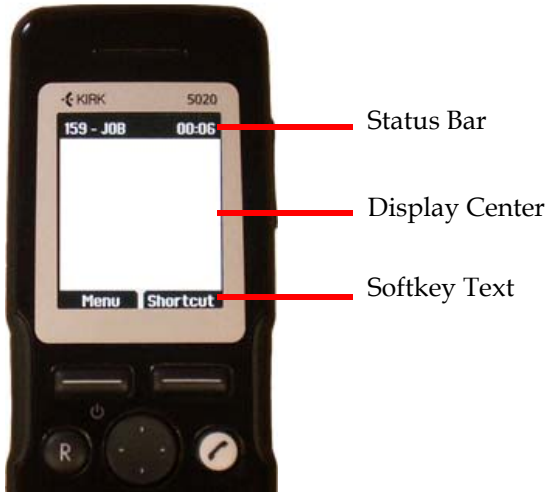 KIRK 5020
159 - JOB 00:06
Status Bar
Display Center
Menu Shortcut
Softkey Text
R